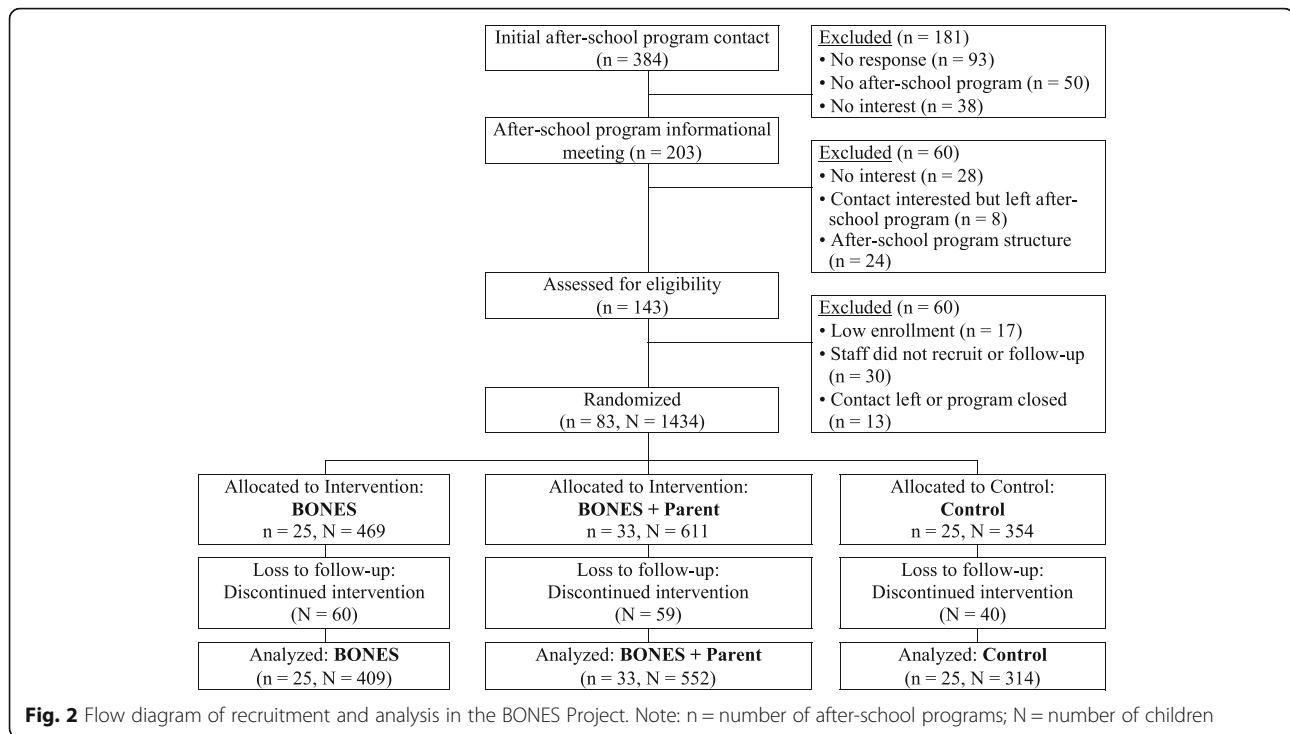 Initial after-school program contact
(n = 384)
Excluded (n = 181)
• No response (n = 93)
• No after-school program (n = 50)
• No interest (n = 38)
After-school program informational
meeting (n = 203)
Excluded (n = 60)
• No interest (n = 28)
• Contact interested but left after-
school program (n = 8)
• After-school program structure
(n = 24)
Assessed for eligibility
(n = 143)
Excluded (n = 60)
• Low enrollment (n = 17)
• Staff did not recruit or follow-up
(n = 30)
• Contact left or program closed
(n = 13)
Randomized
(n = 83, N = 1434)
Allocated to Intervention:
BONES
n = 25, N = 469
Allocated to Intervention:
BONES + Parent
n = 33, N = 611
Allocated to Control:
Control
n = 25, N = 354
Loss to follow-up:
Discontinued intervention
(N = 60)
Loss to follow-up:
Discontinued intervention
(N = 59)
Loss to follow-up:
Discontinued intervention
(N = 40)
Analyzed: BONES
(n = 25, N = 409)
Analyzed: BONES + Parent
(n = 33, N = 552)
Analyzed: Control
(n = 25, N = 314)
Fig. 2 Flow diagram of recruitment and analysis in the BONES Project. Note: n = number of after-school programs; N = number of children